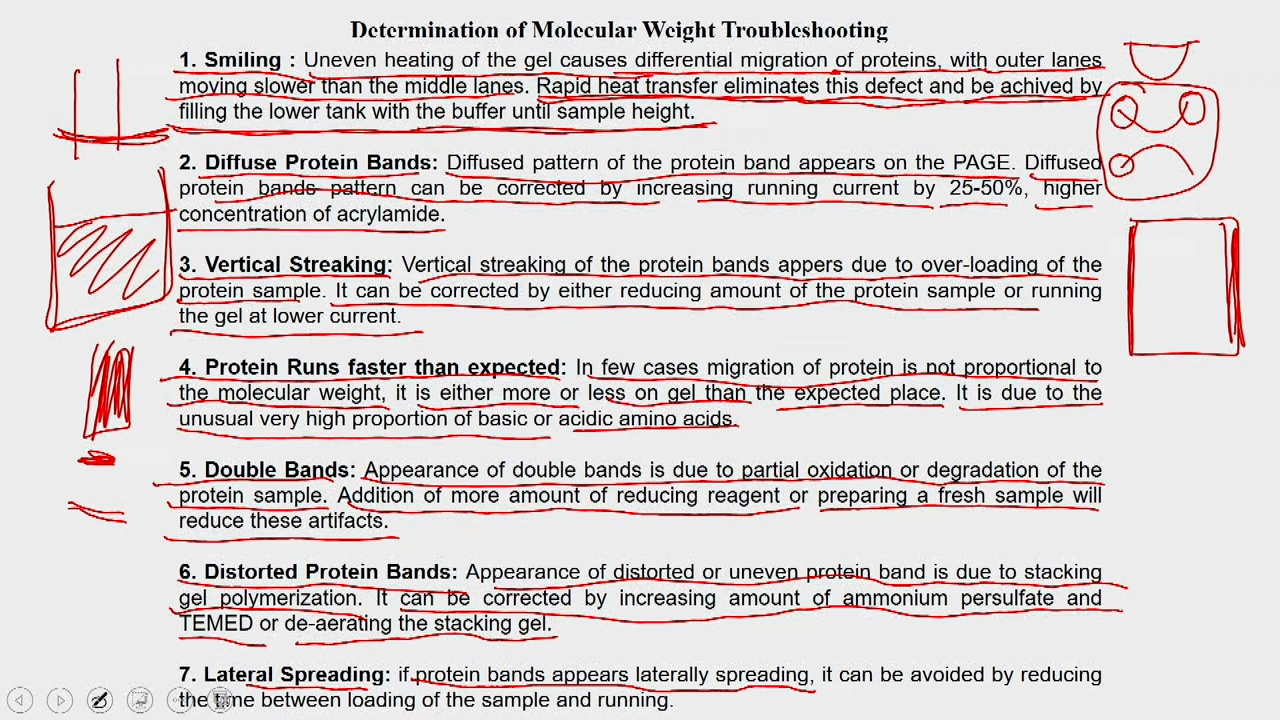 Determination of Molecular Weight Troubleshooting
1. Smiling : Uneven heating of the gel causes differential migration of proteins, with outer lanes
moving slower than the middle lanes. Rapid heat transfer eliminates this defect and be achived by
filling the lower tank with the buffer until sample height.
2. Diffuse Protein Bands: Diffused pattern of the protein band appears on the PAGE. Diffused
protein bands pattern can be corrected by increasing running current by 25-50%, higher
concentration of acrylamide.
3. Vertical Streaking: Vertical streaking of the protein bands appers due to over-loading of the
protein sample. It can be corrected by either reducing amount of the protein sample or running
the gel at lower current.
4. Protein Runs faster than expected: In few cases migration of protein is not proportional to
the molecular weight, it is either more or less on gel than the expected place. It is due to the
unusual very high proportion of basic or acidic amino acids.
5. Double Bands: Appearance of double bands is due to partial oxidation or degradation of the
protein sample. Addition of more amount of reducing reagent or preparing a fresh sample will
reduce these artifacts.
6. Distorted Protein Bands: Appearance of distorted or uneven protein band is due to stacking
gel polymerization. It can be corrected by increasing amount of ammonium persulfate and
TEMED or de-aerating the stacking gel.
7. Lateral Spreading: if protein bands appears laterally spreading, it can be avoided by reducing
the time between loading of the sample and running.